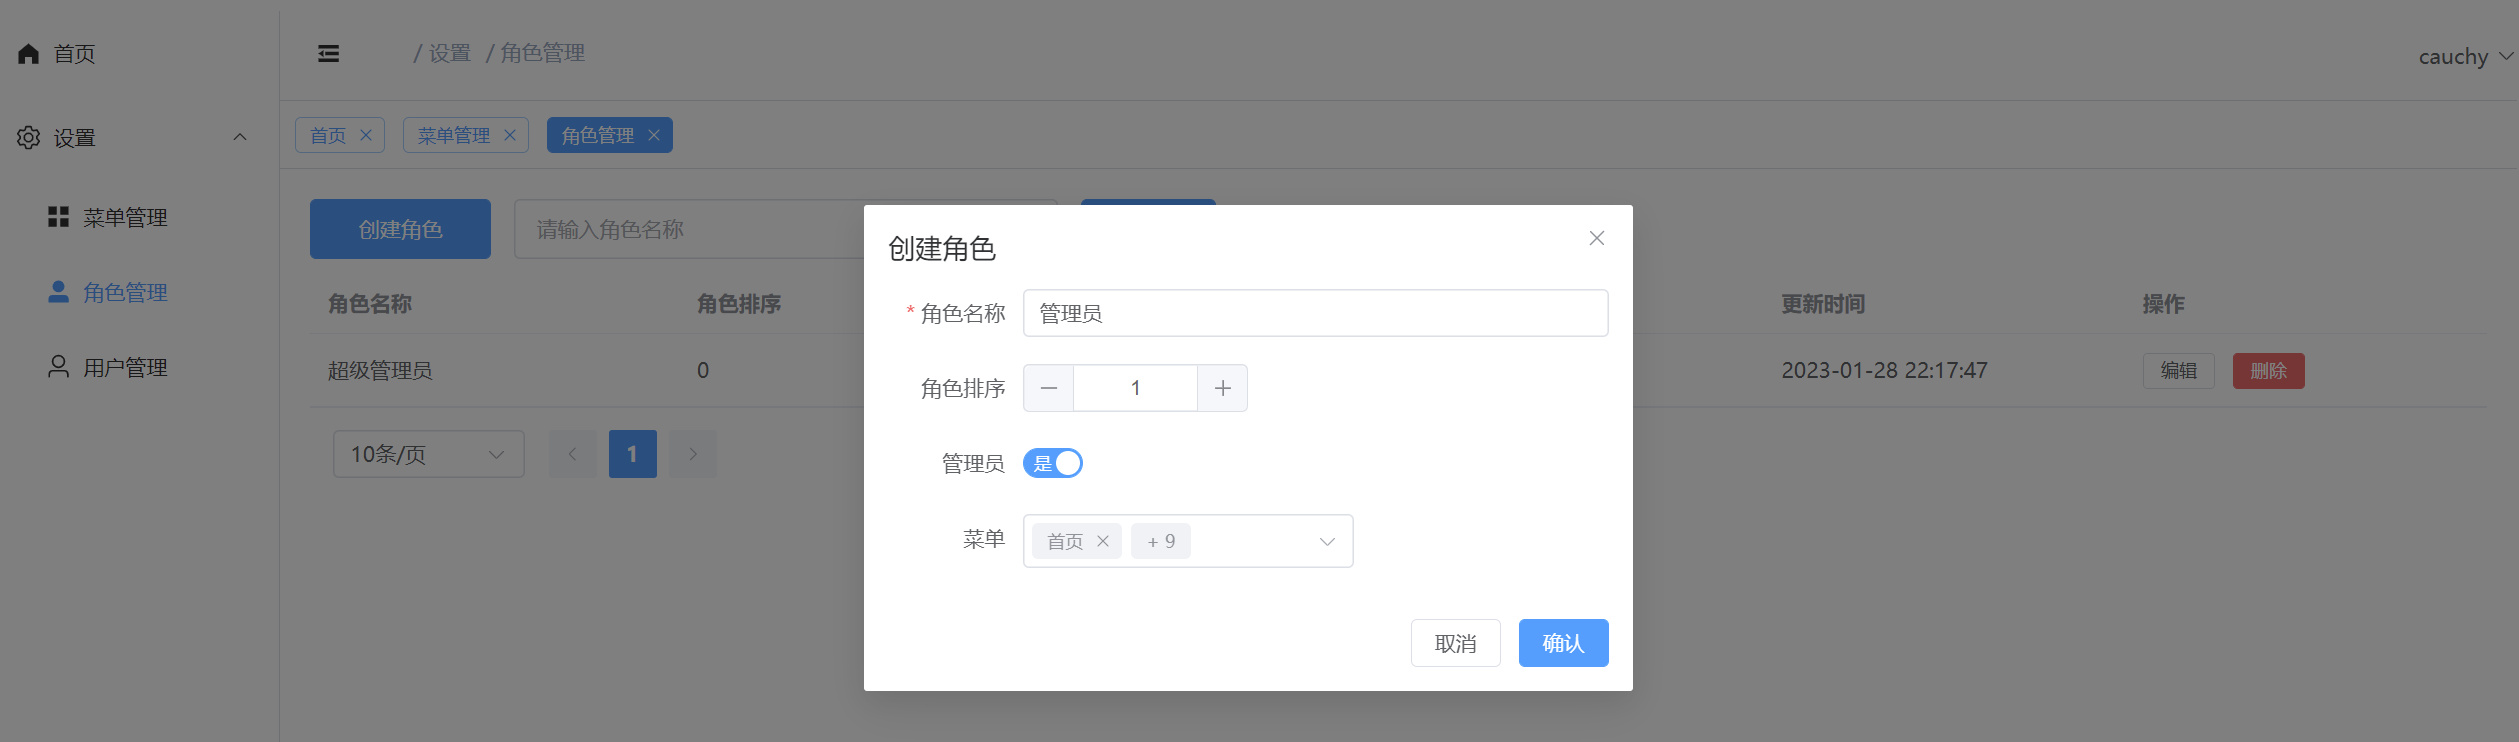 首页
/ 设置 / 角色管理
cauchy
设置
首页 菜单管理 角色管理
菜单管理
角色管理
用户管理
创建角色 请输入角色名称
角色名称 角色排序 更新时间 操作
超级管理员 0 2023-01-28 22:17:47 编辑 删除
10条/页 1
创建角色
* 角色名称 管理员
角色排序 1
管理员 是
菜单 首页 + 9
取消 确认